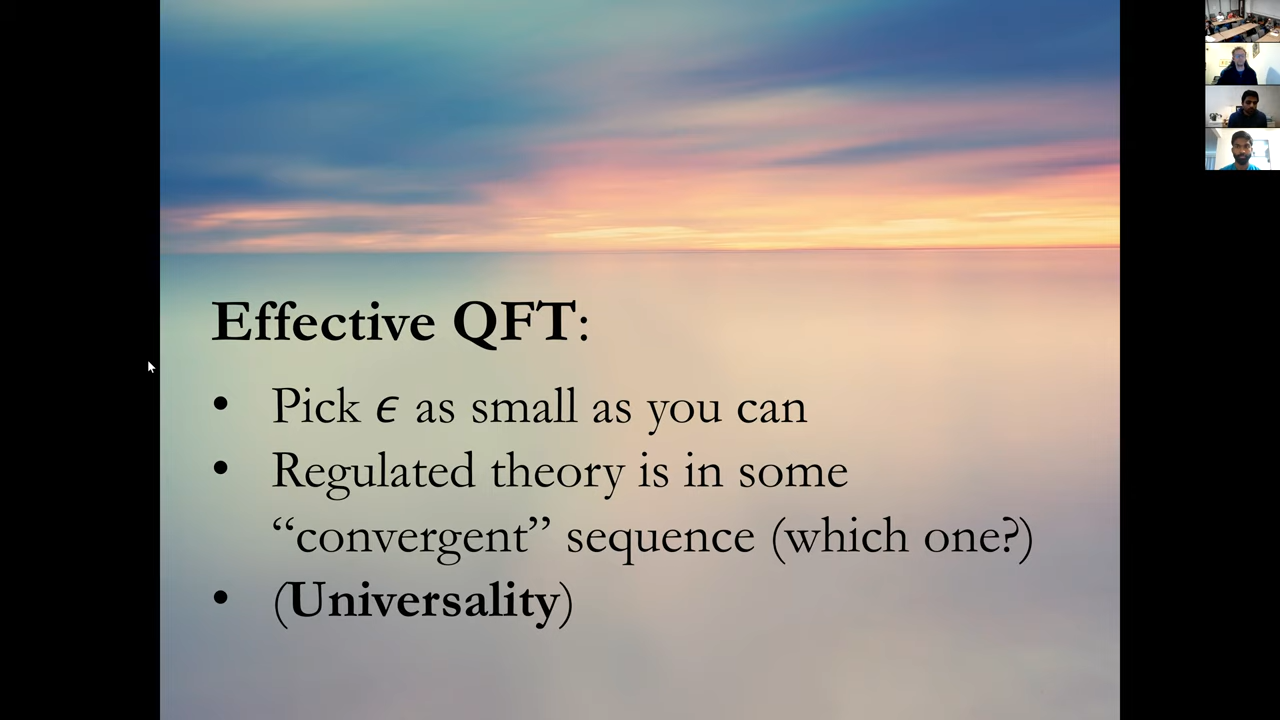 Effective QFT:
• Pick ϵ as small as you can
• Regulated theory is in some
“convergent” sequence (which one?)
• (Universality)